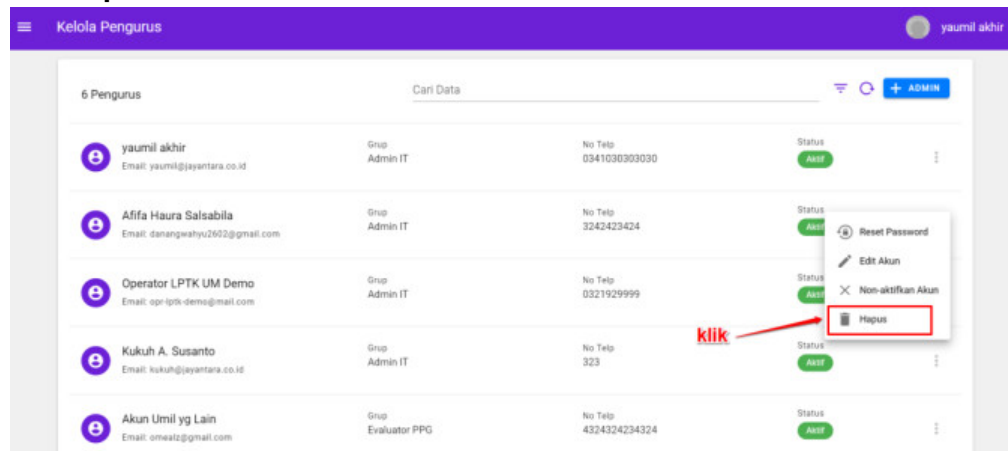 Kelola Pengurus
yaumil akhir
6 Pengurus
Cari Data
+ ADMIN
yaumil akhir
Email: yaumil@jayantara.co.id
Grup
Admin IT
No Telp
0341030303030
Status
Aktif
Afifa Haura Salsabila
Email: danangwahyu2602@gmail.com
Grup
Admin IT
No Telp
3242423424
Status
Aktif
Reset Password
Edit Akun
Non-aktifkan Akun
Hapus
klik
Operator LPTK UM Demo
Email: opr-lptk-demo@mail.com
Grup
Admin IT
No Telp
0321929999
Status
Kukuh A. Susanto
Email: kukuh@jayantara.co.id
Grup
Admin IT
No Telp
323
Status
Aktif
Akun Umil yg Lain
Email: omealz@gmail.com
Grup
Evaluator PPG
No Telp
4324324234324
Status
Aktif